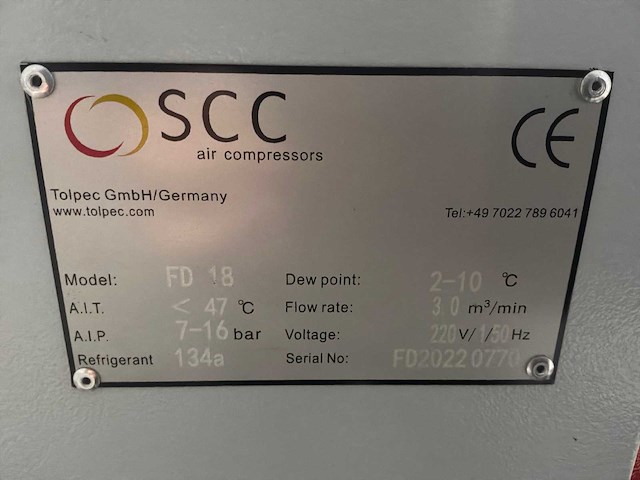 SCC
air compressors
CE
Tolpec GmbH/Germany
www.tolpec.com
Tel:+49 7022 789 6041
Model: FD 18 Dew point: 2-10 °C
A.I.T. < 47 °C Flow rate: 3.0 m³/min
A.I.P. 7-16 bar Voltage: 220 V/ 1/50 Hz
Refrigerant 134a Serial No: